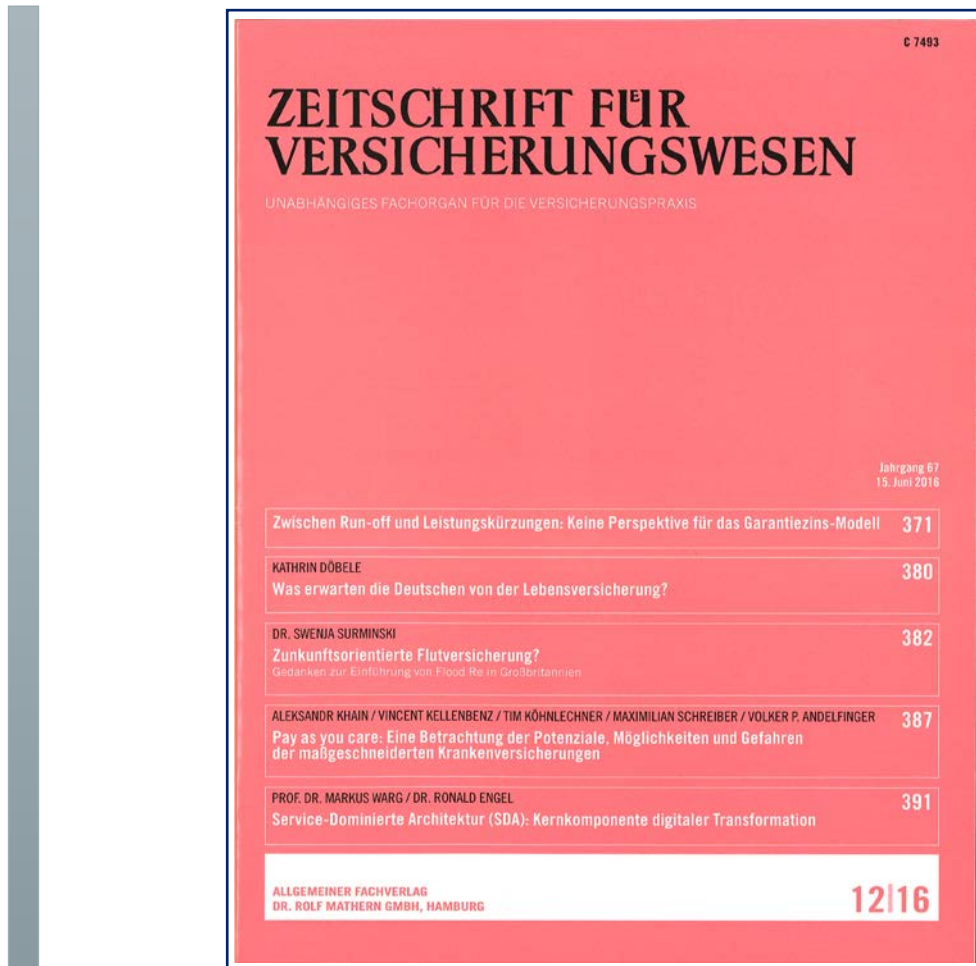 C 7493
ZEITSCHRIFT FÜR
VERSICHERUNGSWESEN
UNABHÄNGIGES FACHORGAN FÜR DIE VERSICHERUNGSPRAXIS
Jahrgang 67
15. Juni 2016
Zwischen Run-off und Leistungskürzungen: Keine Perspektive für das Garantiezins-Modell 371
KATHRIN DÖBELE 380
Was erwarten die Deutschen von der Lebensversicherung?
DR. SWENJA SURMINSKI 382
Zunkunftsorientierte Flutversicherung?
Gedanken zur Einführung von Flood Re in Großbritannien
ALEKSANDR KHAIN / VINCENT KELLENBENZ / TIM KÖHNLECHNER / MAXIMILIAN SCHREIBER / VOLKER P. ANDELFINGER 387
Pay as you care: Eine Betrachtung der Potenziale, Möglichkeiten und Gefahren
der maßgeschneiderten Krankenversicherungen
PROF. DR. MARKUS WARG / DR. RONALD ENGEL 391
Service-Dominierte Architektur (SDA): Kernkomponente digitaler Transformation
ALLGEMEINER FACHVERLAG
DR. ROLF MATHERN GMBH, HAMBURG
12|16